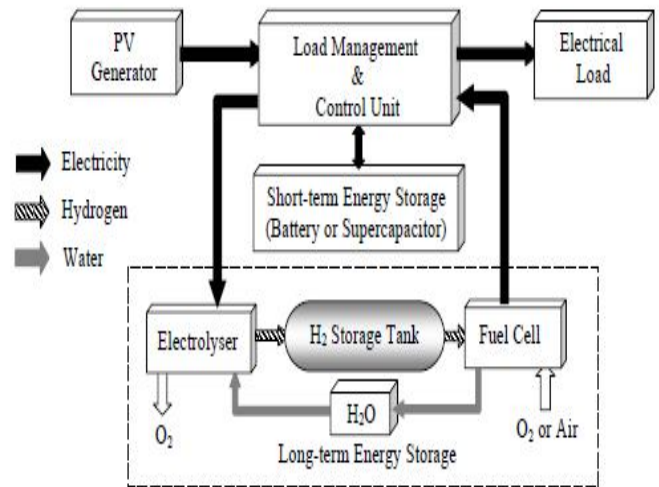 PV
Generator
Load Management
&
Control Unit
Electrical
Load
Electricity
Hydrogen
Water
Short-term Energy Storage
(Battery or Supercapacitor)
Electrolyser
H₂ Storage Tank
Fuel Cell
H₂O
O₂
O₂ or Air
Long-term Energy Storage